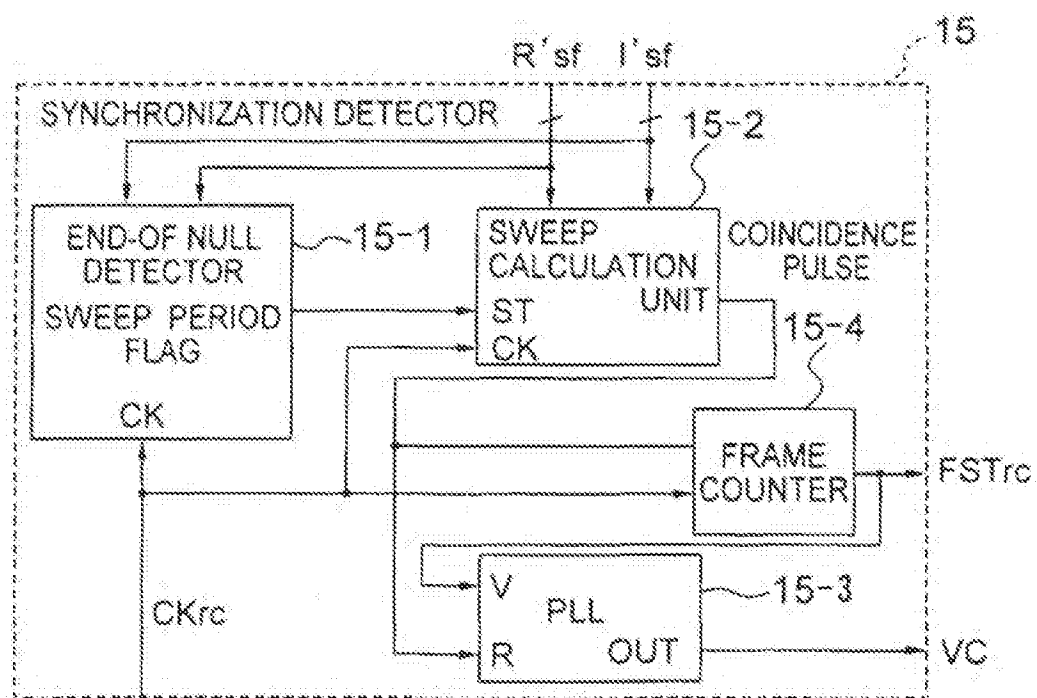 15
R'sf I'sf
SYNCHRONIZATION DETECTOR
15-2
END-OF NULL
DETECTOR
SWEEP PERIOD
FLAG
CK
15-1
SWEEP
CALCULATION
UNIT
ST
CK
COINCIDENCE
PULSE
15-4
FRAME
COUNTER
FSTrc
CKrc
V
PLL
R
OUT
15-3
VC